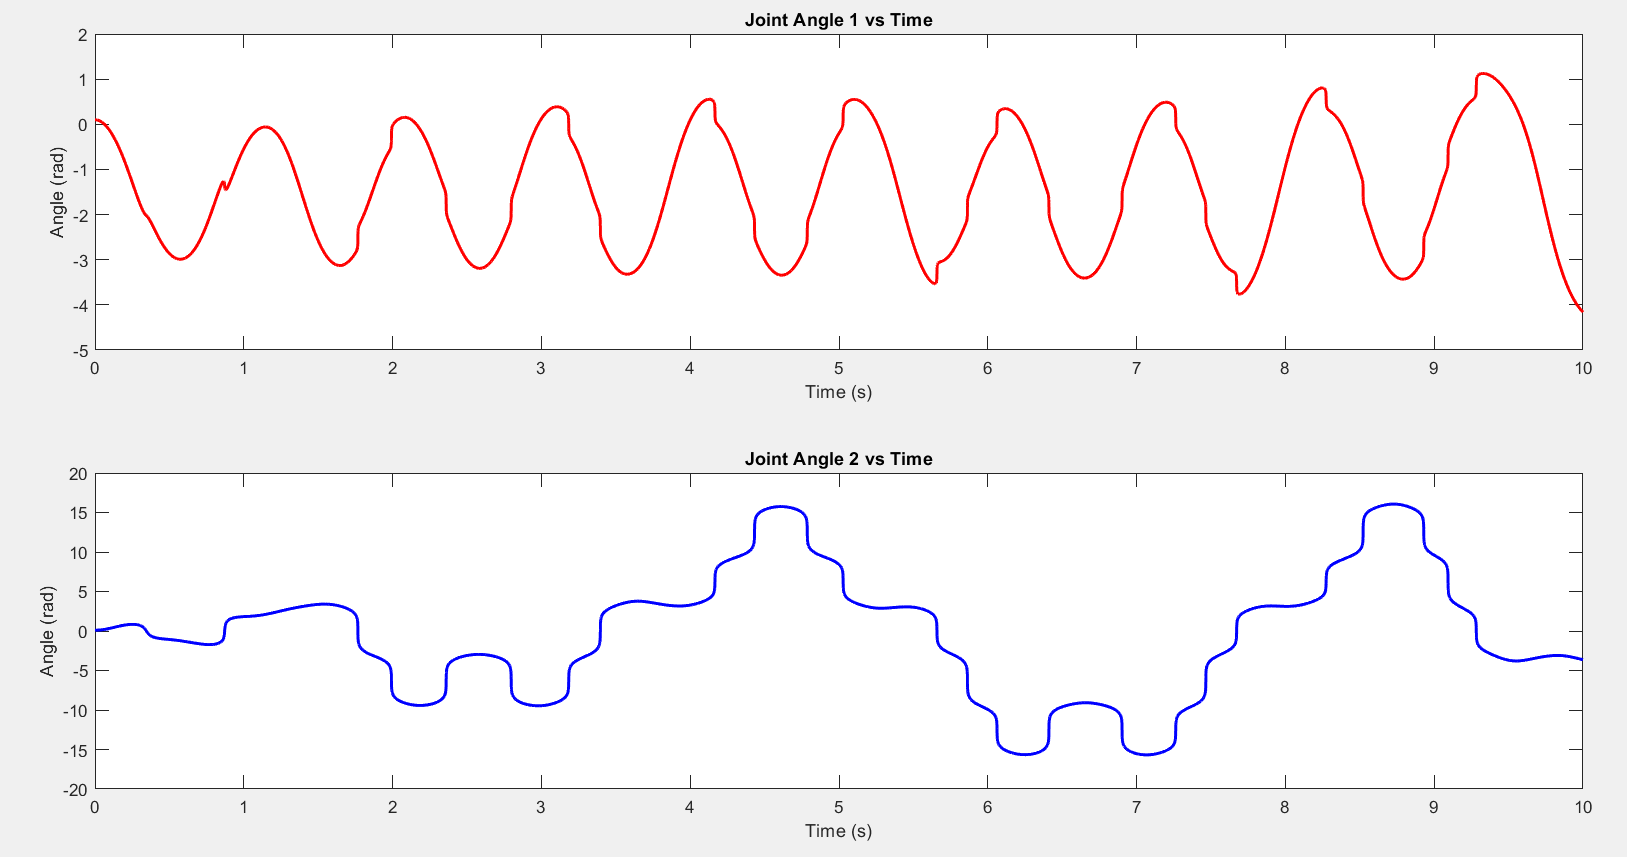 Joint Angle 1 vs Time
2
1
0
-1
-2
-3
-4
-5
Angle (rad)
0 1 2 3 4 5 6 7 8 9 10
Time (s)
Joint Angle 2 vs Time
20
15
10
5
0
-5
-10
-15
-20
Angle (rad)
0 1 2 3 4 5 6 7 8 9 10
Time (s)